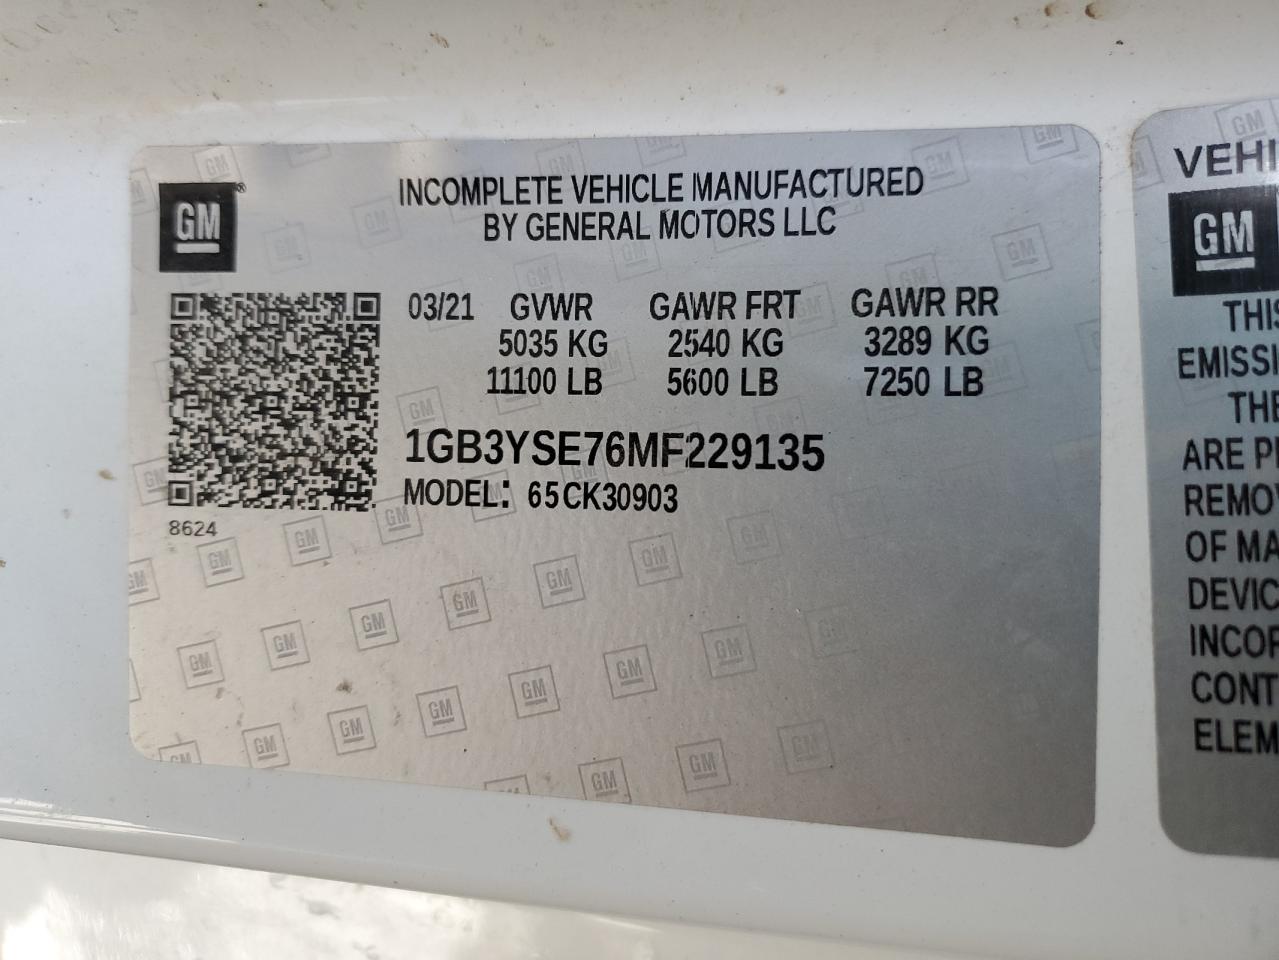 GM®
INCOMPLETE VEHICLE MANUFACTURED
BY GENERAL MOTORS LLC
03/21 GVWR GAWR FRT GAWR RR
5035 KG 2540 KG 3289 KG
11100 LB 5600 LB 7250 LB
1GB3YSE76MF229135
MODEL: 65CK30903
8624
VEHI
GM
THIS
EMISSI
THE
ARE P
REMOV
OF MA
DEVIC
INCOR
CONT
ELEM